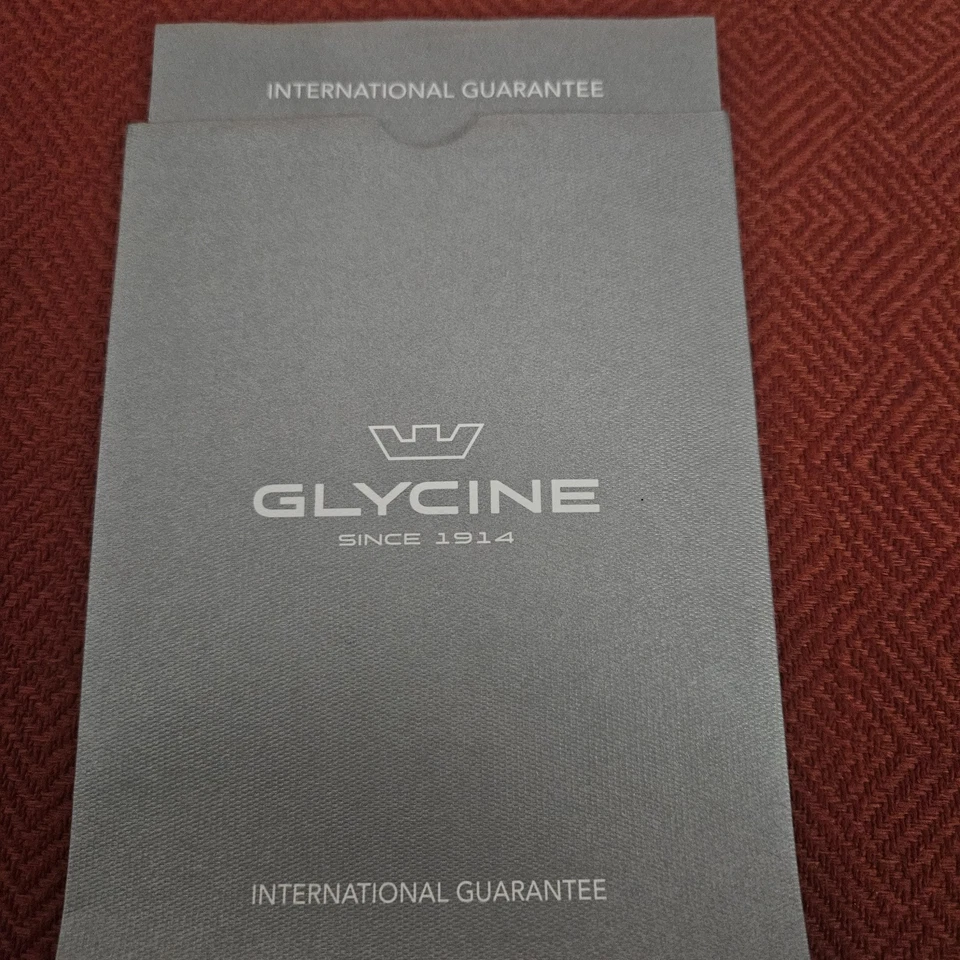 INTERNATIONAL GUARANTEE
GLYCINE
SINCE 1914
INTERNATIONAL GUARANTEE